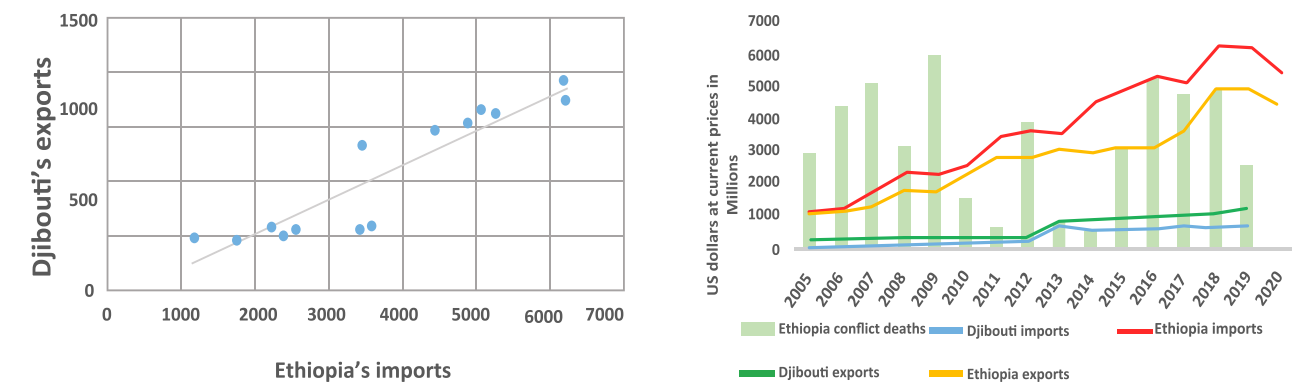 Djibouti's exports
1500
1000
500
0
0 1000 2000 3000 4000 5000 6000 7000
Ethiopia's imports
US dollars at current prices in
Millions
7000
6000
5000
4000
3000
2000
1000
0
2005 2006 2007 2008 2009 2010 2011 2012 2013 2014 2015 2016 2017 2018 2019 2020
Ethiopia conflict deaths Djibouti imports Ethiopia imports
Djibouti exports Ethiopia exports